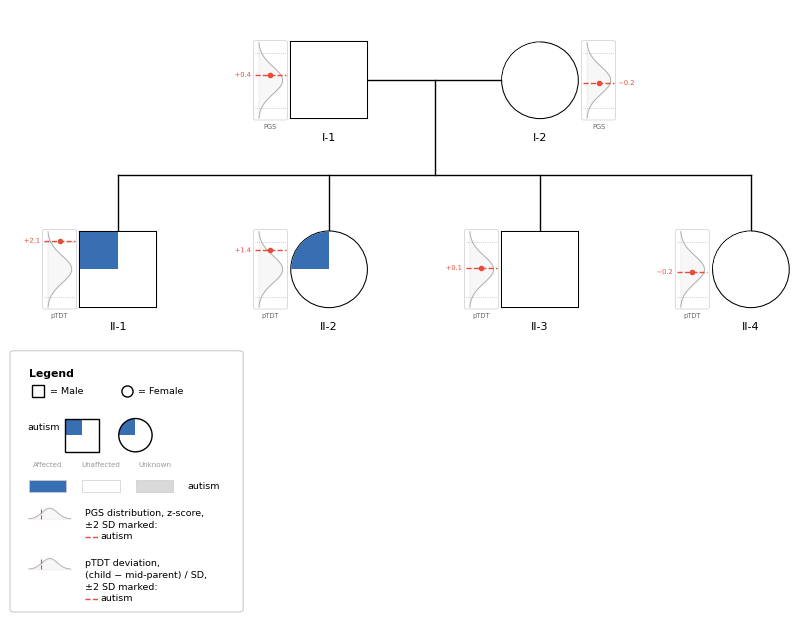 +0.4
PGS
−0.2
PGS
I-1
I-2
+2.1
pTDT
+1.4
pTDT
+0.1
pTDT
−0.2
pTDT
II-1
II-2
II-3
II-4
Legend
= Male
= Female
autism
Affected
Unaffected
Unknown
autism
PGS distribution, z-score,
±2 SD marked:
autism
pTDT deviation,
(child − mid-parent) / SD,
±2 SD marked:
autism